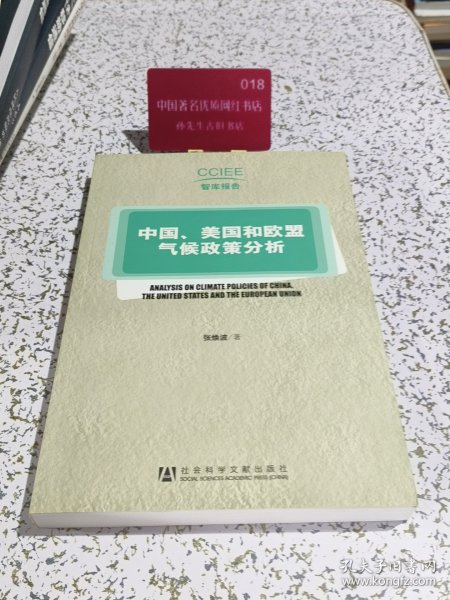 018
中国著名优质网红书店
孙先生古旧书店
CCIEE
智库报告
中国、美国和欧盟
气候政策分析
ANALYSIS ON CLIMATE POLICIES OF CHINA,
THE UNITED STATES AND THE EUROPEAN UNION
张焕波 / 著
社会科学文献出版社
SOCIAL SCIENCES ACADEMIC PRESS (CHINA)
孔夫子旧书网
www.kongfz.com